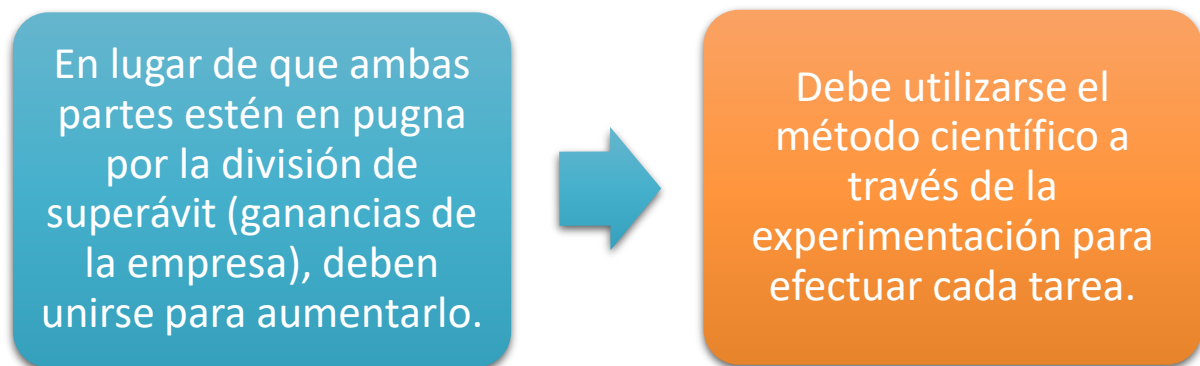 En lugar de que ambas
partes estén en pugna
por la división de
superávit (ganancias de
la empresa), deben
unirse para aumentarlo.
Debe utilizarse el
método científico a
través de la
experimentación para
efectuar cada tarea.